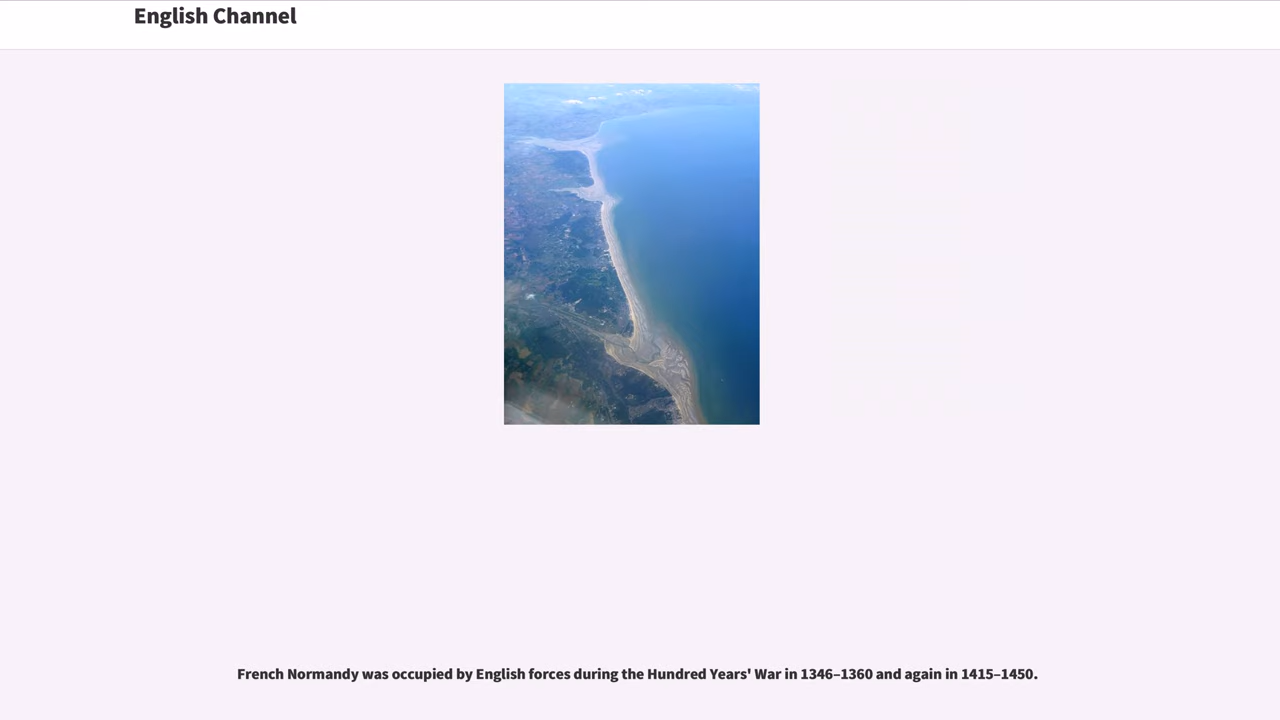 English Channel
French Normandy was occupied by English forces during the Hundred Years' War in 1346–1360 and again in 1415–1450.